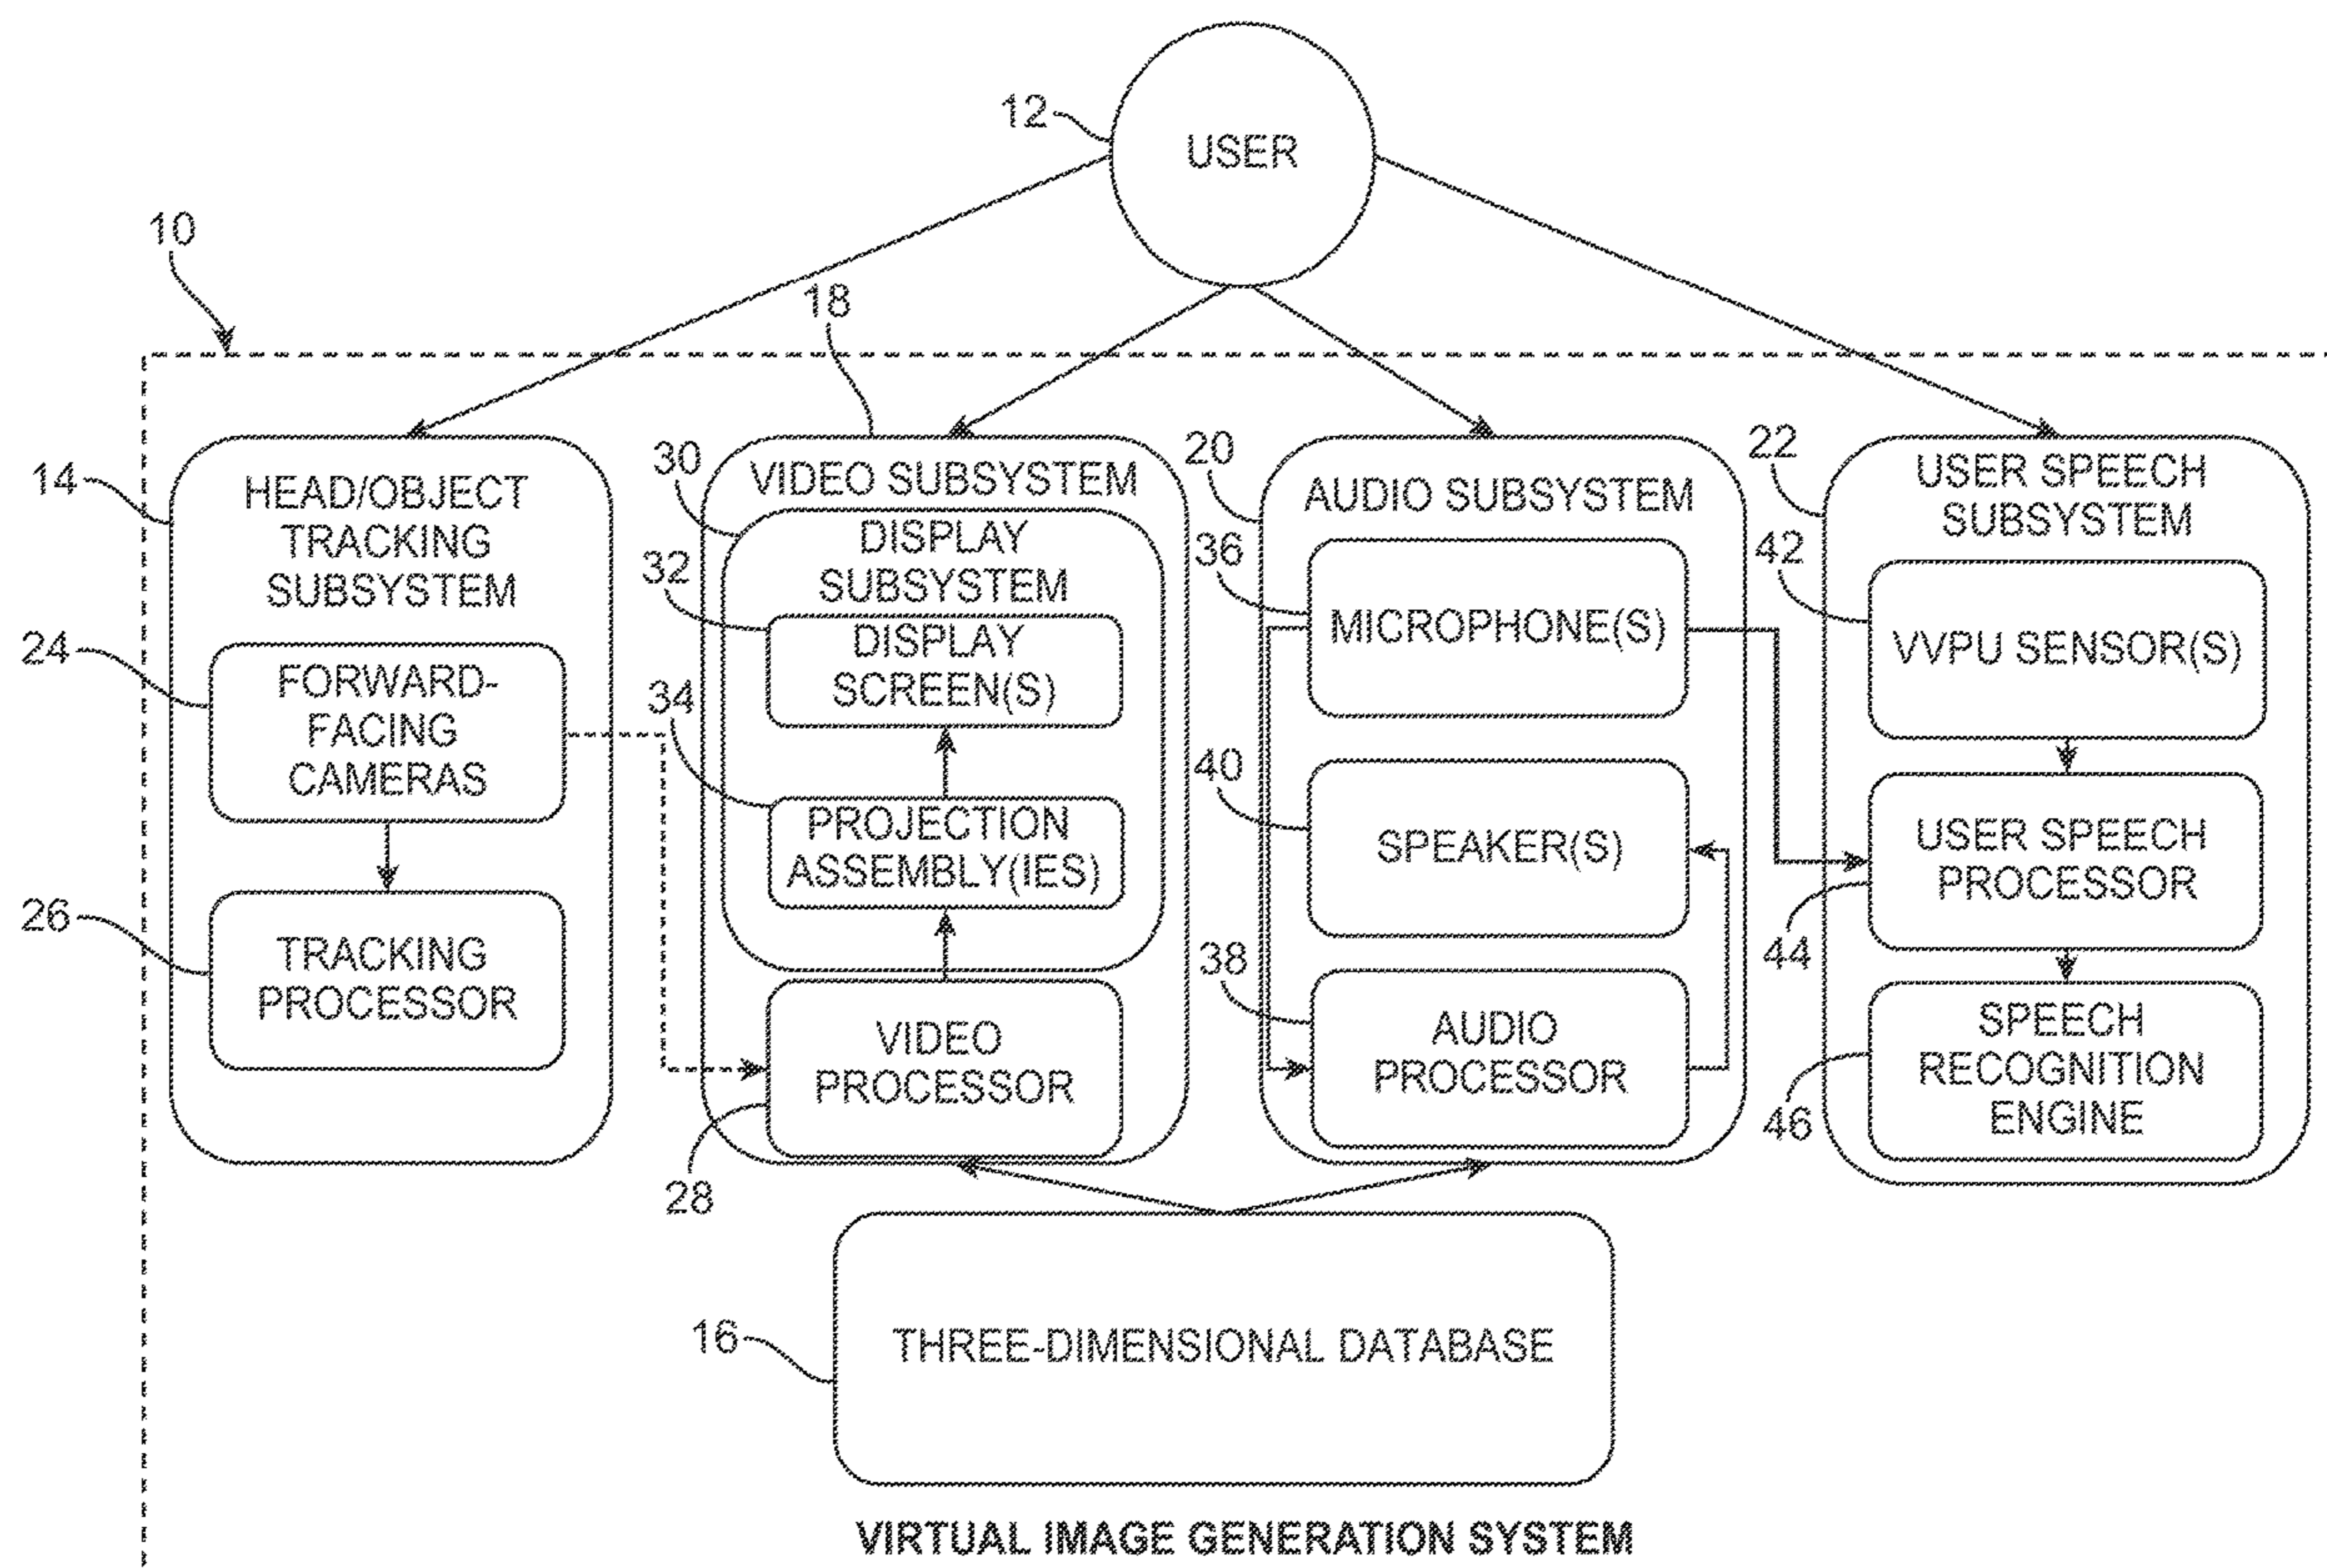 12
USER
10
18
14
HEAD/OBJECT
TRACKING
SUBSYSTEM
24
FORWARD-
FACING
CAMERAS
26
TRACKING
PROCESSOR
VIDEO SUBSYSTEM
30
DISPLAY
SUBSYSTEM
32
DISPLAY
SCREEN(S)
34
PROJECTION
ASSEMBLY(IES)
VIDEO
PROCESSOR
28
20
AUDIO SUBSYSTEM
36
MICROPHONE(S)
40
SPEAKER(S)
38
AUDIO
PROCESSOR
22
USER SPEECH
SUBSYSTEM
42
VVPU SENSOR(S)
USER SPEECH
PROCESSOR
44
SPEECH
RECOGNITION
ENGINE
46
16
THREE-DIMENSIONAL DATABASE
VIRTUAL IMAGE GENERATION SYSTEM